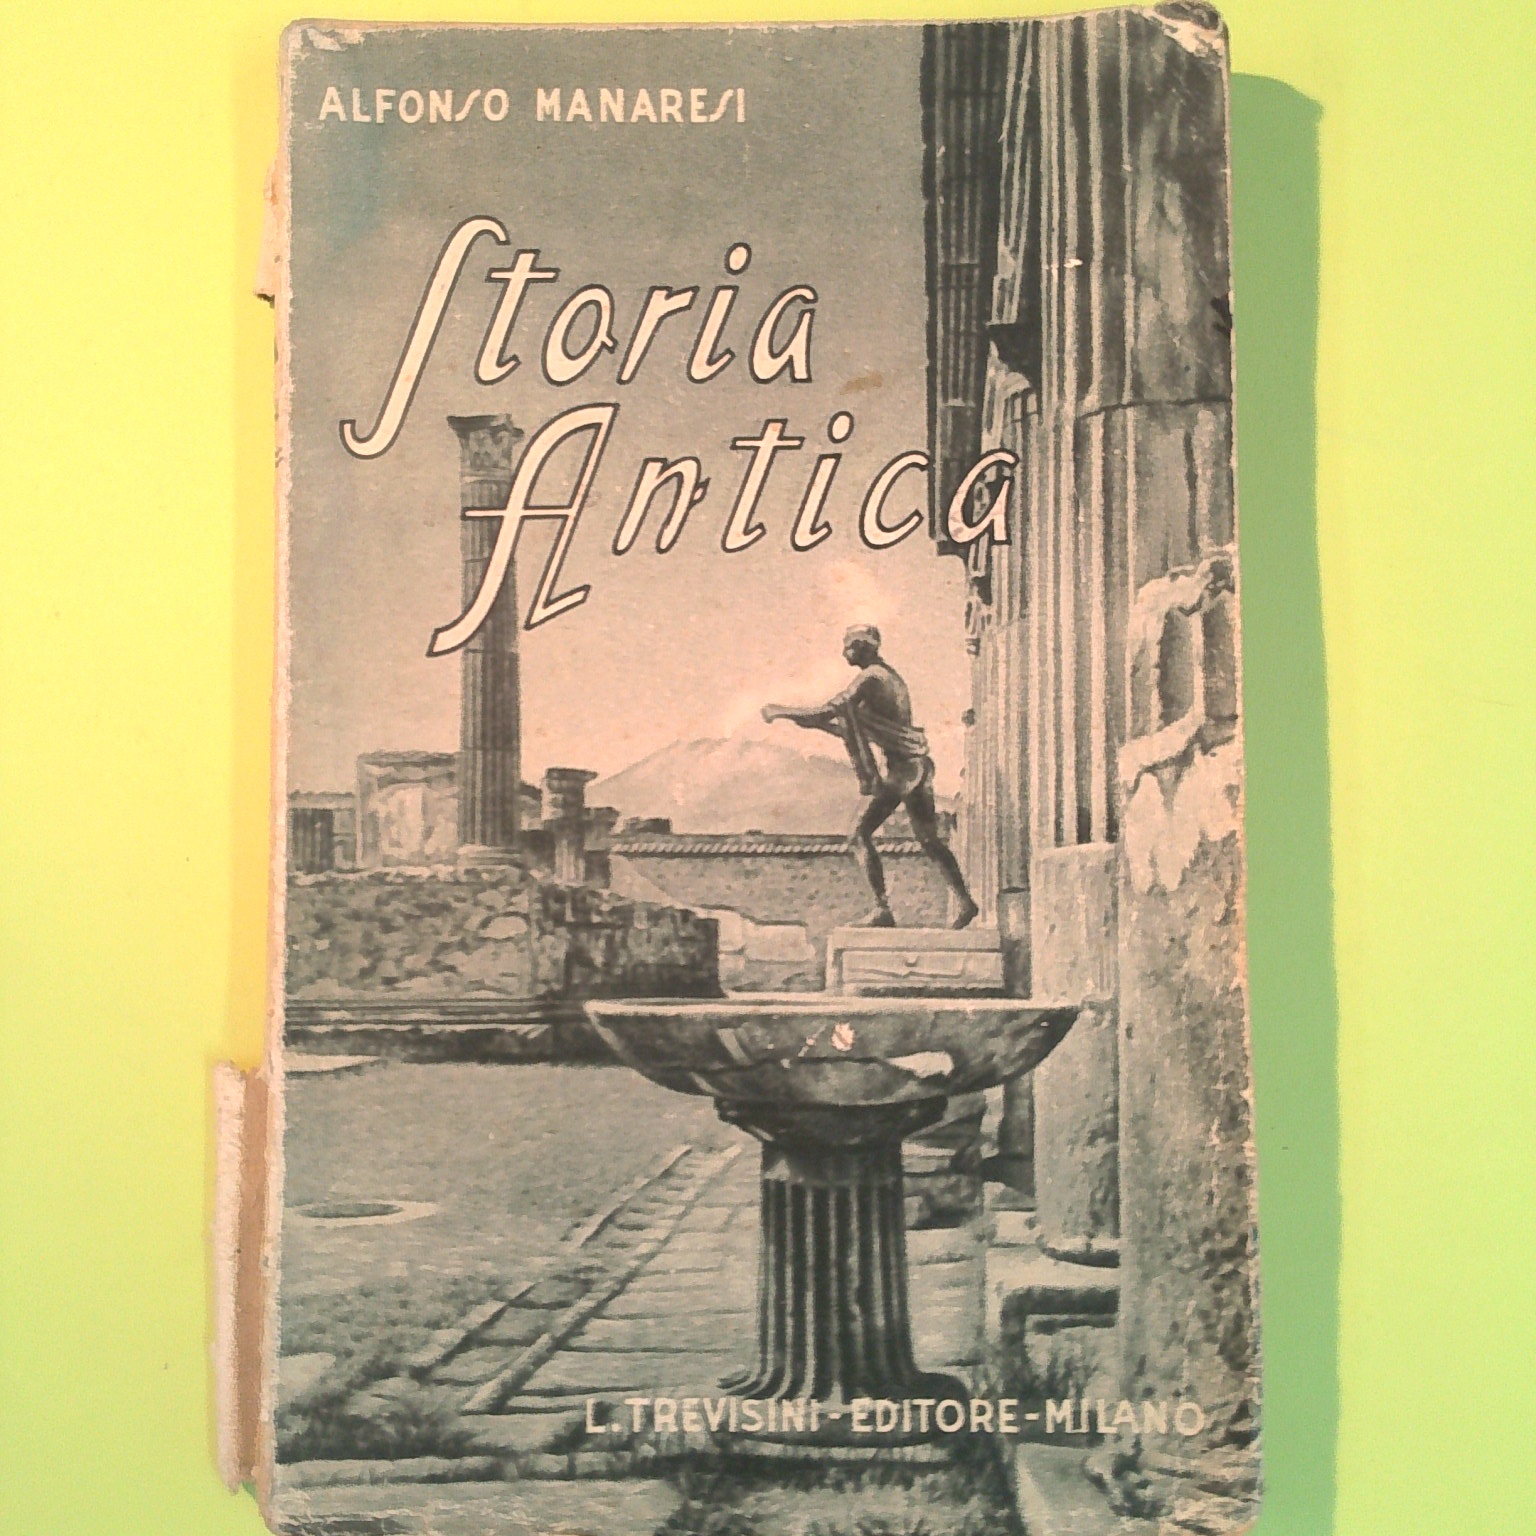 ALFONSO MANARESI
Storia
Antica
L. TREVISINI-EDITORE-MILANO